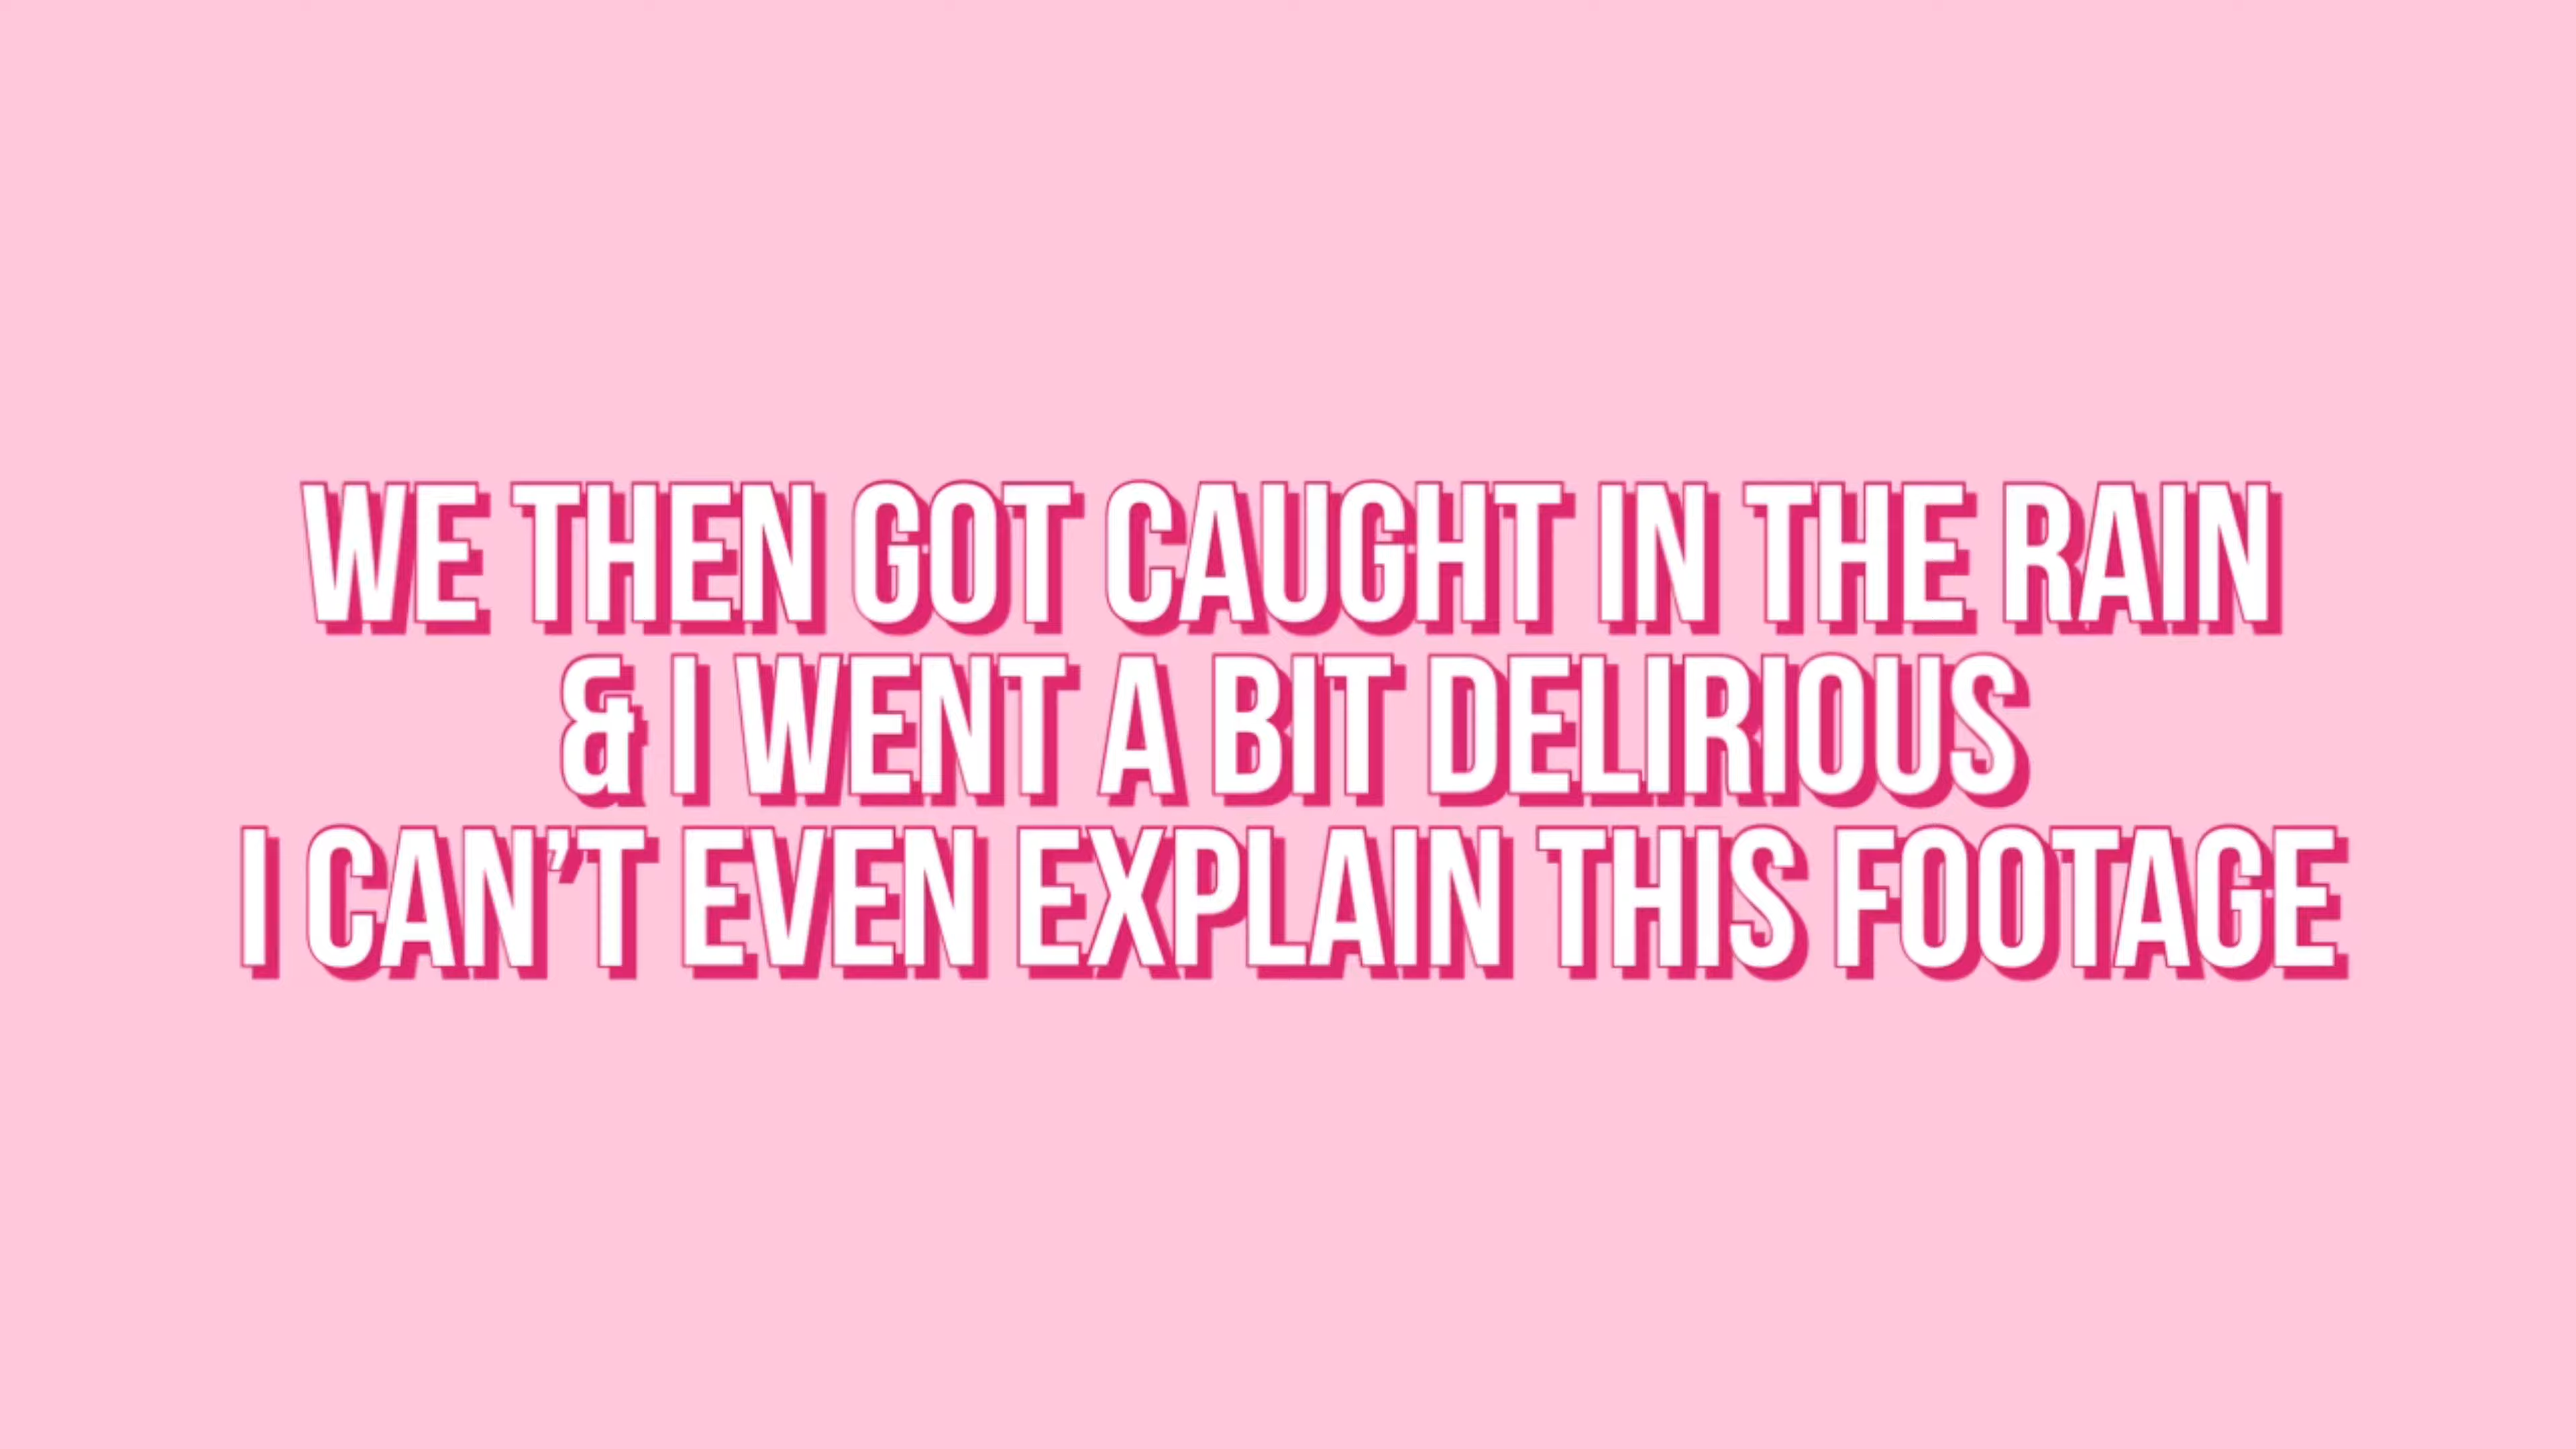 WE THEN GOT CAUGHT IN THE RAIN
& I WENT A BIT DELIRIOUS
I CAN’T EVEN EXPLAIN THIS FOOTAGE